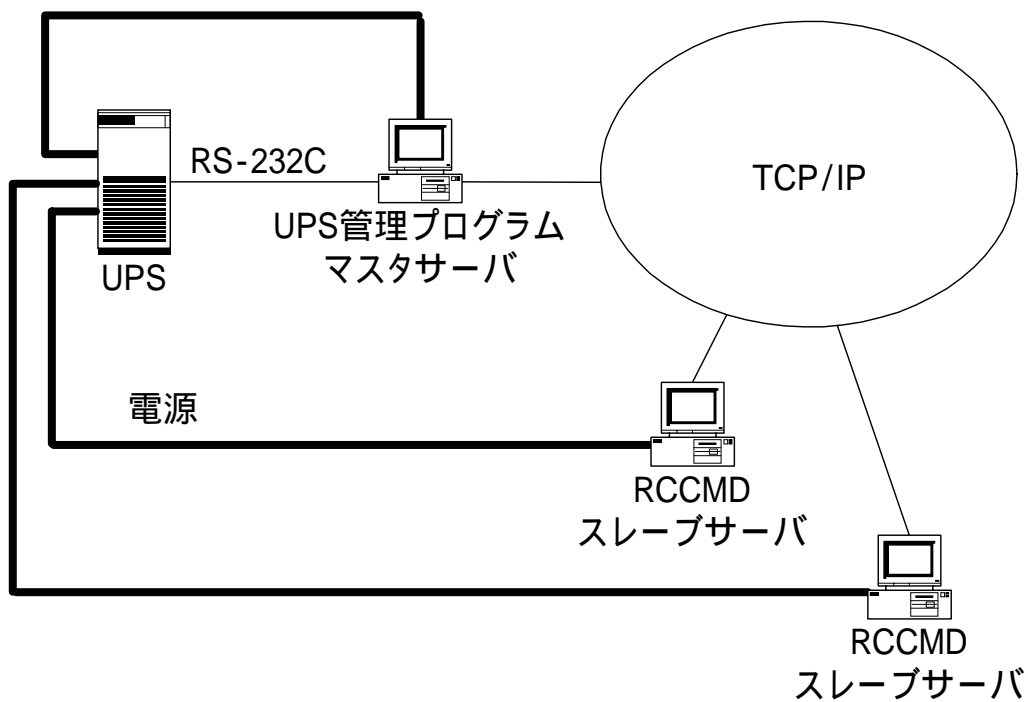 RS-232C
TCP/IP
UPS管理プログラム
マスタサーバ
UPS
電源
RCCMD
スレーブサーバ
RCCMD
スレーブサーバ